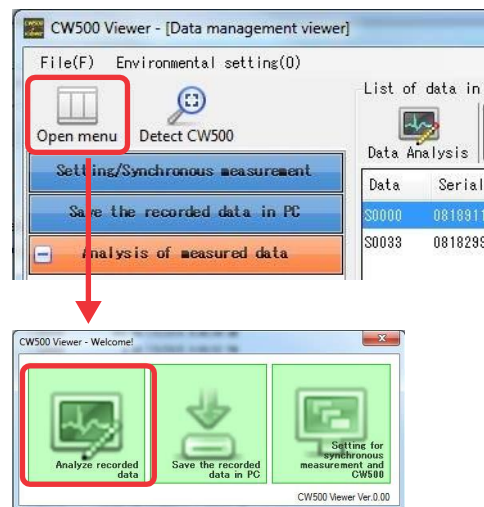 CW500 Viewer - [Data management viewer]
File(F) Environmental setting(O)
Open menu
Detect CW500
List of data in
Data Analysis
Setting/Synchronous measurement
Save the recorded data in PC
Analysis of measured data
Data Serial
S0000 0818911
S0033 0818299
CW500 Viewer - Welcome!
Analyze recorded
data
Save the recorded
data in PC
Setting for
synchronous
measurement and
CW500
CW500 Viewer Ver.0.00